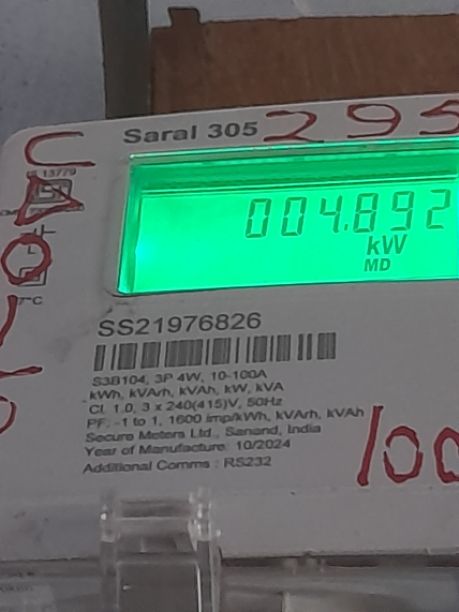 Saral 305
295
13779
004.892
kW
MD
SS21976826
S3B104, 3P 4W, 10-100A
kWh, kVArh, kVAh, kW, kVA
Cl. 1.0, 3 x 240(415)V, 50Hz
PF: -1 to 1, 1600 imp/kWh, kVArh, kVAh
Secure Meters Ltd., Sanand, India
Year of Manufacture: 10/2024
Additional Comms : RS232
100